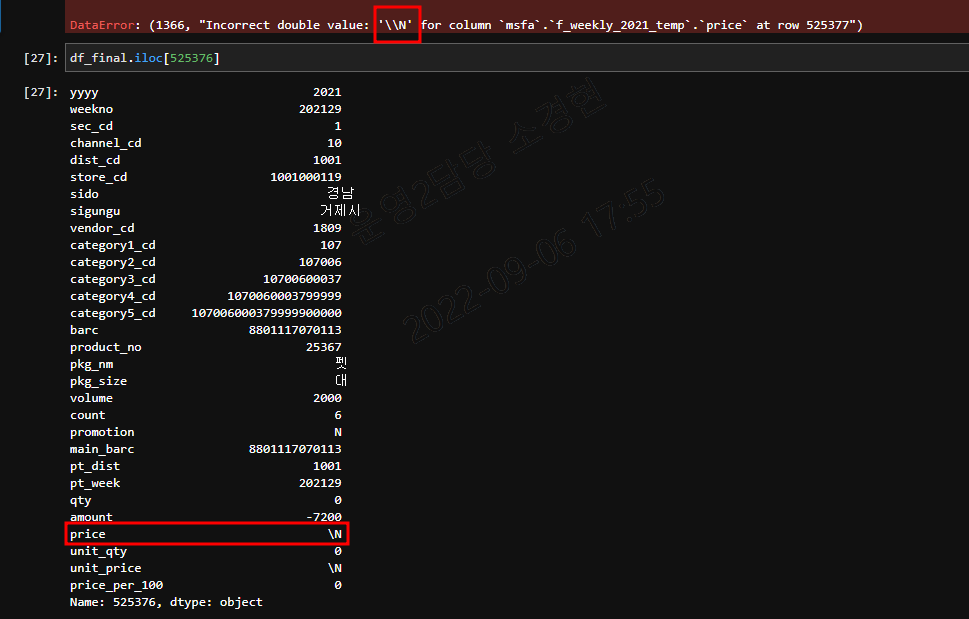 DataError: (1366, "Incorrect double value: '\\N' for column `msfa`.`f_weekly_2021_temp`.`price` at row 525377")
[27]: df_final.iloc[525376]
[27]: yyyy 2021
weekno 202129
sec_cd 1
channel_cd 10
dist_cd 1001
store_cd 1001000119
sido 경남
sigungu 거제시
vendor_cd 1809
category1_cd 107
category2_cd 107006
category3_cd 10700600037
category4_cd 1070060003799999
category5_cd 107006000379999900000
barc 8801117070113
product_no 25367
pkg_nm 펫
pkg_size 대
volume 2000
count 6
promotion N
main_barc 8801117070113
pt_dist 1001
pt_week 202129
qty 0
amount -7200
price \N
unit_qty 0
unit_price \N
price_per_100 0
Name: 525376, dtype: object
운영2담당 소경현
2022-09-06 17:55